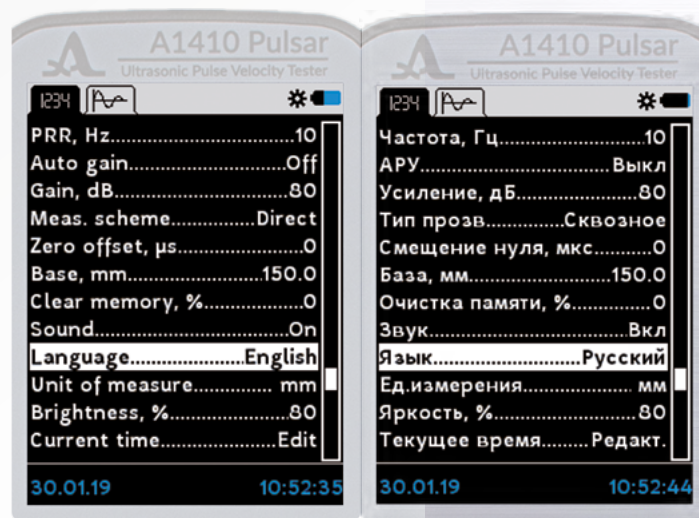 A1410 Pulsar
Ultrasonic Pulse Velocity Tester
1234
PRR, Hz.......................10
Auto gain.................Off
Gain, dB......................80
Meas. scheme............Direct
Zero offset, µs................0
Base, mm.................150.0
Clear memory, %..............0
Sound.........................On
Language................English
Unit of measure........... mm
Brightness, %................80
Current time..............Edit
30.01.19 10:52:35
A1410 Pulsar
Ultrasonic Pulse Velocity Tester
1234
Частота, Гц...................10
АРУ.........................Выкл
Усиление, дБ................80
Тип прозв............Сквозное
Смещение нуля, мкс..........0
База, мм.................150.0
Очистка памяти, %...........0
Звук........................Вкл
Язык....................Русский
Ед.измерения.............. мм
Яркость, %...................80
Текущее время.........Редакт.
30.01.19 10:52:44